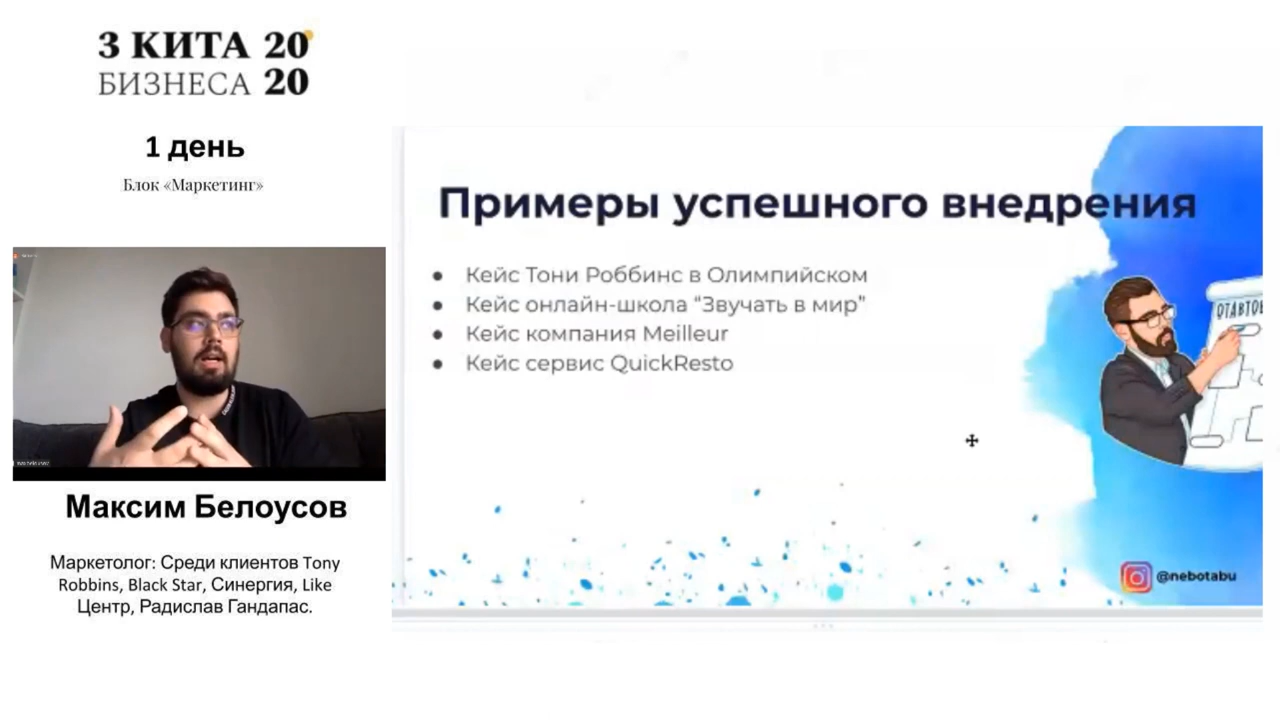 3 КИТА 20
БИЗНЕСА 20
1 день
Блок «Маркетинг»
Максим Белоусов
Маркетолог: Среди клиентов Tony
Robbins, Black Star, Синергия, Like
Центр, Радислав Гандапас.
Примеры успешного внедрения
● Кейс Тони Роббинс в Олимпийском
● Кейс онлайн-школа “Звучать в мир”
● Кейс компания Meilleur
● Кейс сервис QuickResto
@nebotabu